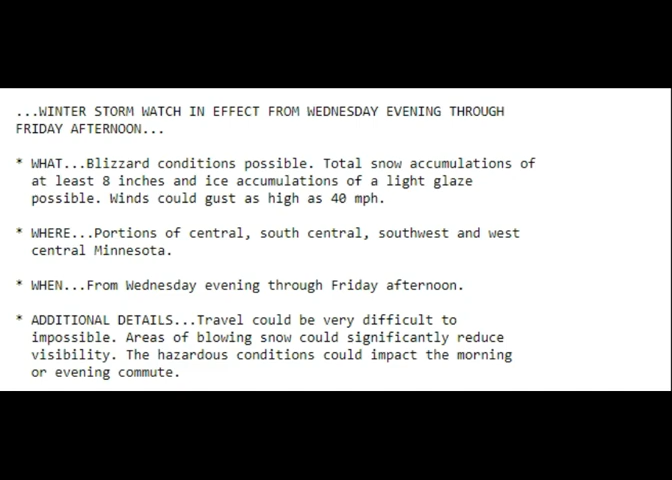 ...WINTER STORM WATCH IN EFFECT FROM WEDNESDAY EVENING THROUGH
FRIDAY AFTERNOON...
* WHAT...Blizzard conditions possible. Total snow accumulations of
at least 8 inches and ice accumulations of a light glaze
possible. Winds could gust as high as 40 mph.
* WHERE...Portions of central, south central, southwest and west
central Minnesota.
* WHEN...From Wednesday evening through Friday afternoon.
* ADDITIONAL DETAILS...Travel could be very difficult to
impossible. Areas of blowing snow could significantly reduce
visibility. The hazardous conditions could impact the morning
or evening commute.